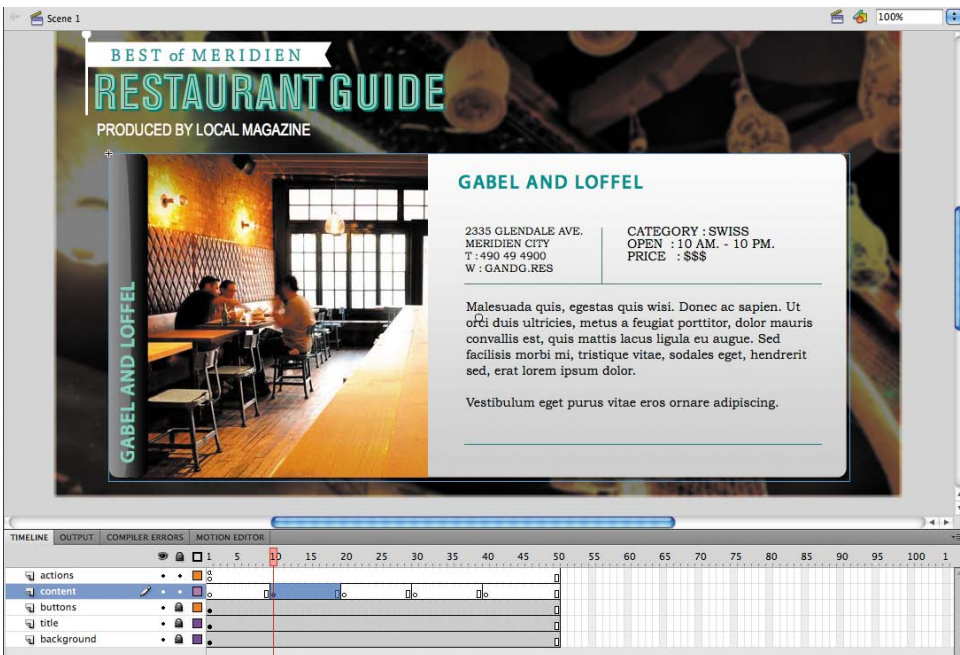 Scene 1
100%
BEST of MERIDIEN
RESTAURANT GUIDE
PRODUCED BY LOCAL MAGAZINE
GABEL AND LOFFEL
GABEL AND LOFFEL
2335 GLENDALE AVE.
MERIDIEN CITY
T : 490 49 4900
W : GANDG.RES
CATEGORY : SWISS
OPEN : 10 AM. - 10 PM.
PRICE : $$$
Malesuada quis, egestas quis wisi. Donec ac sapien. Ut
orci duis ultricies, metus a feugiat porttitor, dolor mauris
convallis est, quis mattis lacus ligula eu augue. Sed
facilisis morbi mi, tristique vitae, sodales eget, hendrerit
sed, erat lorem ipsum dolor.
Vestibulum eget purus vitae eros ornare adipiscing.
TIMELINE OUTPUT COMPILER ERRORS MOTION EDITOR
1 5 10 15 20 25 30 35 40 45 50 55 60 65 70 75 80 85 90 95 100 1
actions
content
buttons
title
background